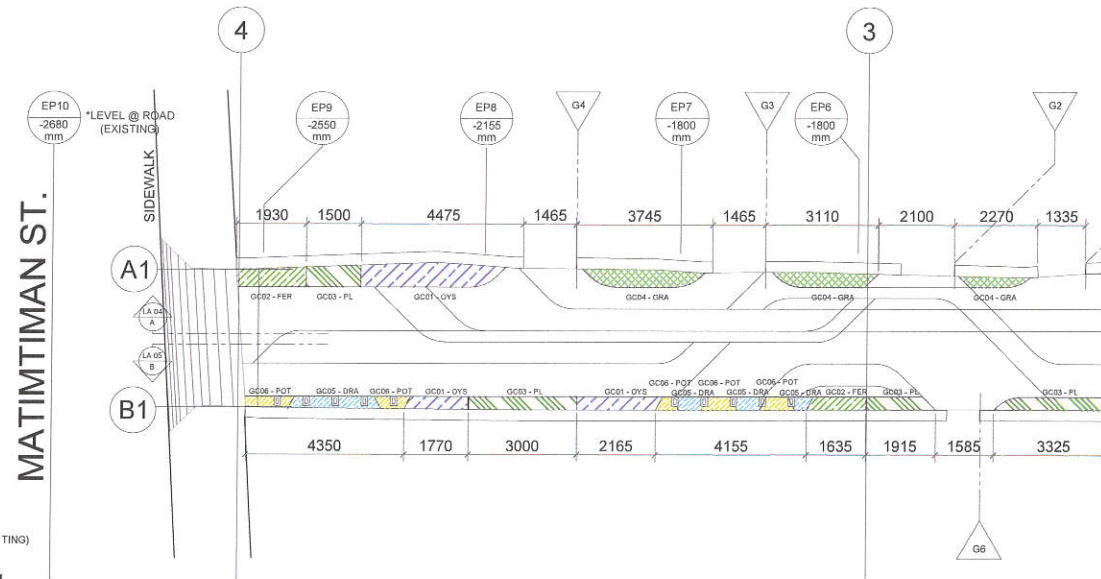 4
3
EP10
-2680
mm
*LEVEL @ ROAD
(EXISTING)
EP9
-2550
mm
EP8
-2155
mm
G4
EP7
-1800
mm
G3
EP6
-1800
mm
G2
MATIMTIMAN ST.
SIDEWALK
1930 1500 4475 1465 3745 1465 3110 2100 2270 1335
A1
GC02 - FER GC03 - PL GC01 - OYS GC04 - GRA GC04 - GRA GC04 - GRA
LA 04
A
LA 05
B
B1
GC06 - POT GC05 - DRA GC06 - POT GC01 - OYS GC03 - PL GC01 - OYS GC06 - POT GC05 - DRA GC06 - POT GC05 - DRA GC06 - POT GC05 - DRA GC02 - FER GC03 - PL GC03 - PL
4350 1770 3000 2165 4155 1635 1915 1585 3325
TING)
G6